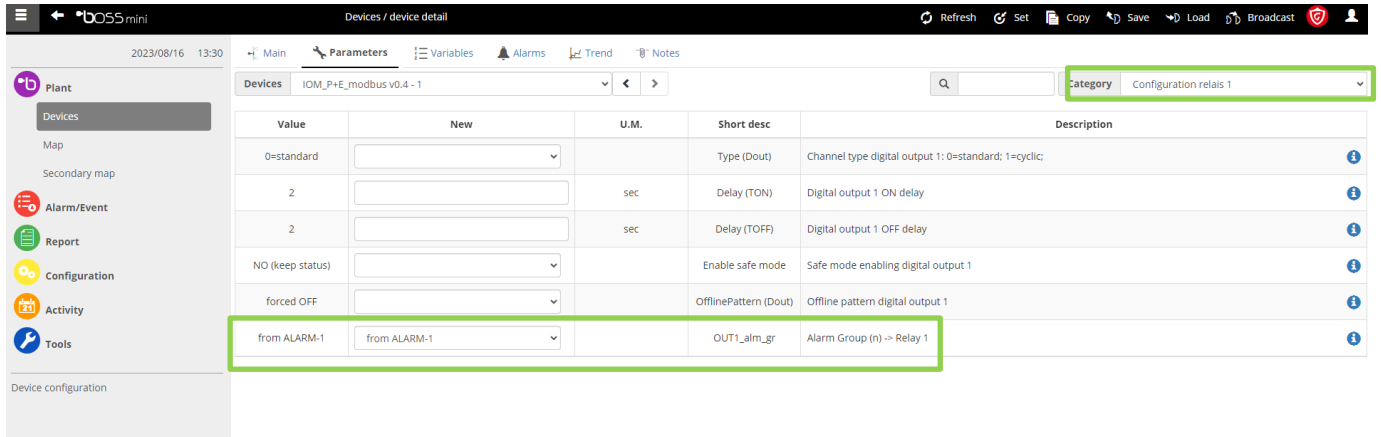 boss mini Devices / device detail Refresh Set Copy Save Load Broadcast
2023/08/16 13:30 Main Parameters Variables Alarms Trend Notes
Plant
Devices
Map
Secondary map
Alarm/Event
Report
Configuration
Activity
Tools
Device configuration
Devices IOM_P+E_modbus v0.4 - 1 Category Configuration relais 1
Value New U.M. Short desc Description
0=standard Type (Dout) Channel type digital output 1: 0=standard; 1=cyclic;
2 sec Delay (TON) Digital output 1 ON delay
2 sec Delay (TOFF) Digital output 1 OFF delay
NO (keep status) Enable safe mode Safe mode enabling digital output 1
forced OFF OfflinePattern (Dout) Offline pattern digital output 1
from ALARM-1 from ALARM-1 OUT1_alm_gr Alarm Group (n) -> Relay 1